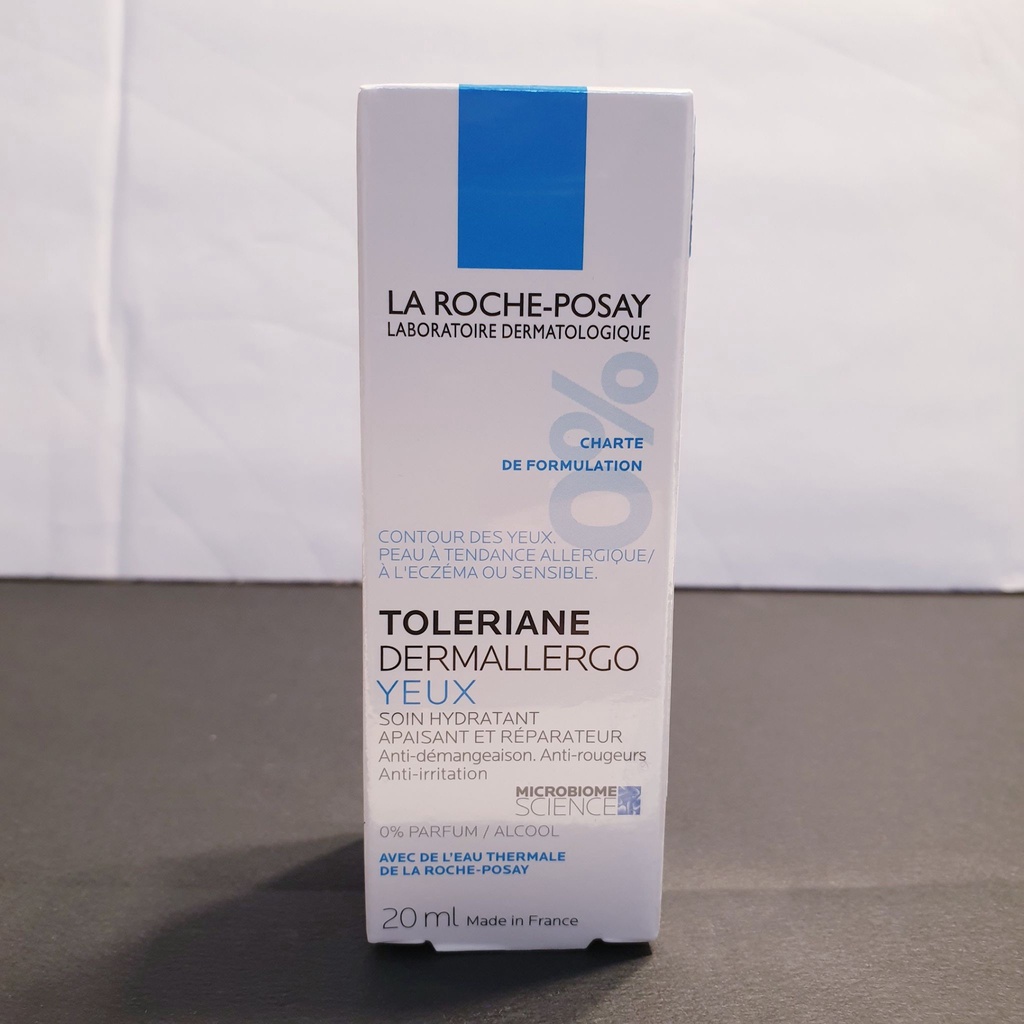 LA ROCHE-POSAY
LABORATOIRE DERMATOLOGIQUE
0%
CHARTE
DE FORMULATION
CONTOUR DES YEUX.
PEAU À TENDANCE ALLERGIQUE/
À L'ECZÉMA OU SENSIBLE.
TOLERIANE
DERMALLERGO
YEUX
SOIN HYDRATANT
APAISANT ET RÉPARATEUR
Anti-démangeaison. Anti-rougeurs
Anti-irritation
MICROBIOME
SCIENCE
0% PARFUM / ALCOOL
AVEC DE L'EAU THERMALE
DE LA ROCHE-POSAY
20 ml Made in France